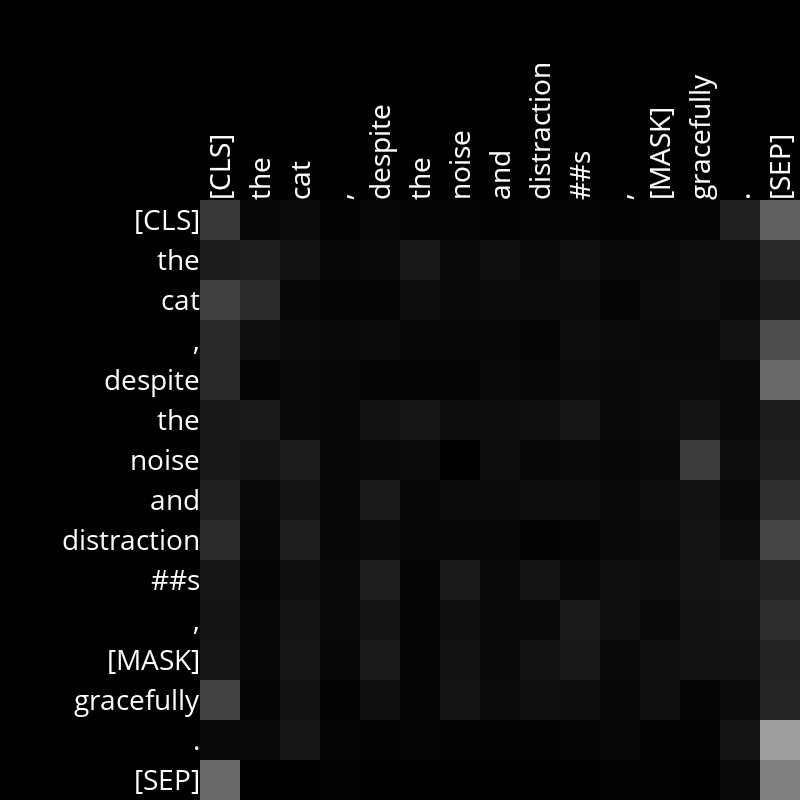 [CLS] the cat , despite the noise and distraction ##s , [MASK] gracefully . [SEP]
[CLS]
the
cat
,
despite
the
noise
and
distraction
##s
,
[MASK]
gracefully
.
[SEP]